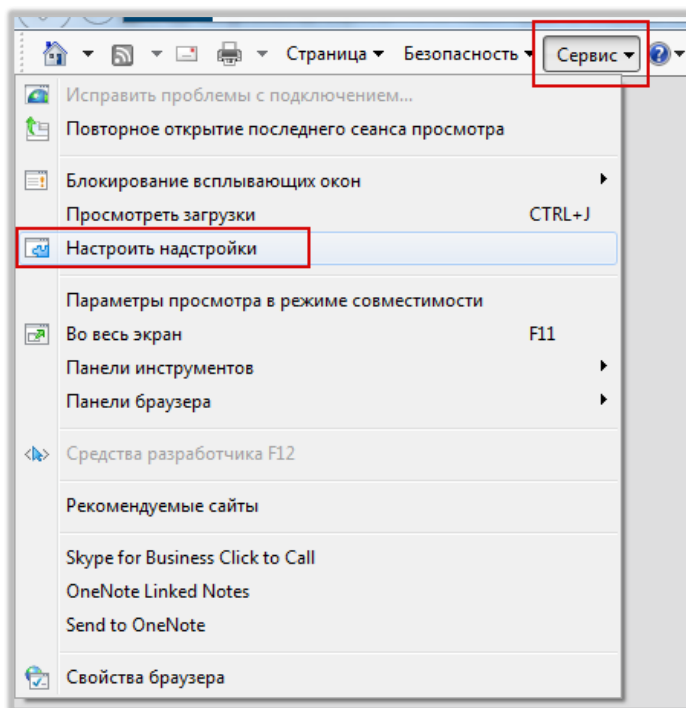 Страница Безопасность Сервис
Исправить проблемы с подключением...
Повторное открытие последнего сеанса просмотра
Блокирование всплывающих окон
Просмотреть загрузки CTRL+J
Настроить надстройки
Параметры просмотра в режиме совместимости
Во весь экран F11
Панели инструментов
Панели браузера
Средства разработчика F12
Рекомендуемые сайты
Skype for Business Click to Call
OneNote Linked Notes
Send to OneNote
Свойства браузера